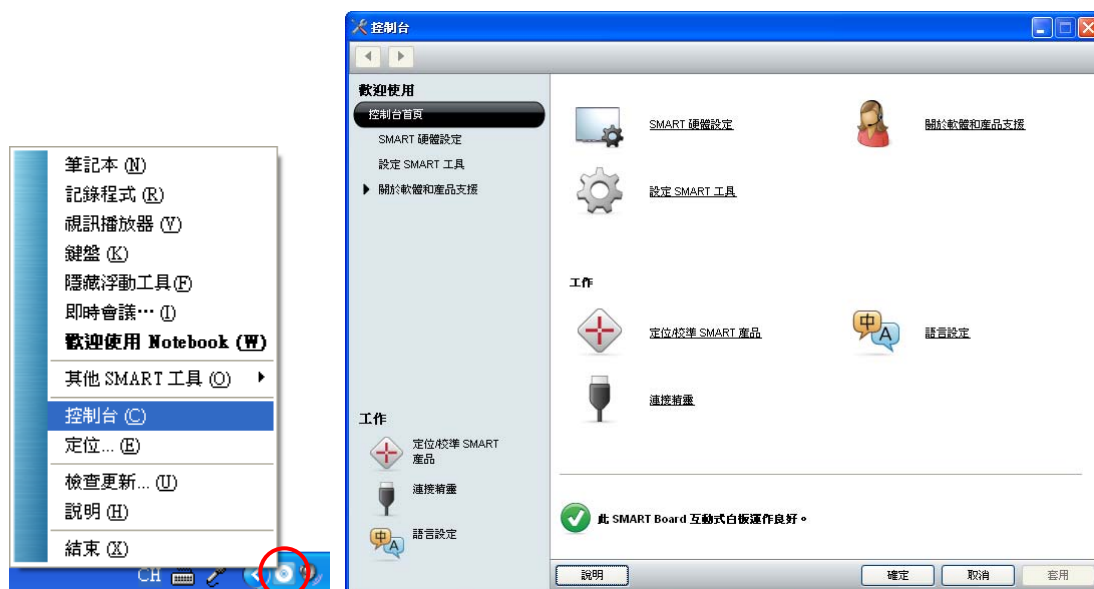 筆記本 (N)
記錄程式 (R)
視訊播放器 (V)
鍵盤 (K)
隱藏浮動工具(F)
即時會議… (I)
歡迎使用 Notebook (W)
其他 SMART 工具 (O)
控制台 (C)
定位... (E)
檢查更新... (U)
說明 (H)
結束 (X)
CH
控制台
歡迎使用
控制台首頁
SMART 硬體設定
設定 SMART 工具
關於軟體和產品支援
工作
定位/校準 SMART
產品
連接精靈
語言設定
SMART 硬體設定
關於軟體和產品支援
設定 SMART 工具
工作
定位/校準 SMART 產品
語言設定
連接精靈
此 SMART Board 互動式白板運作良好。
說明
確定
取消
套用